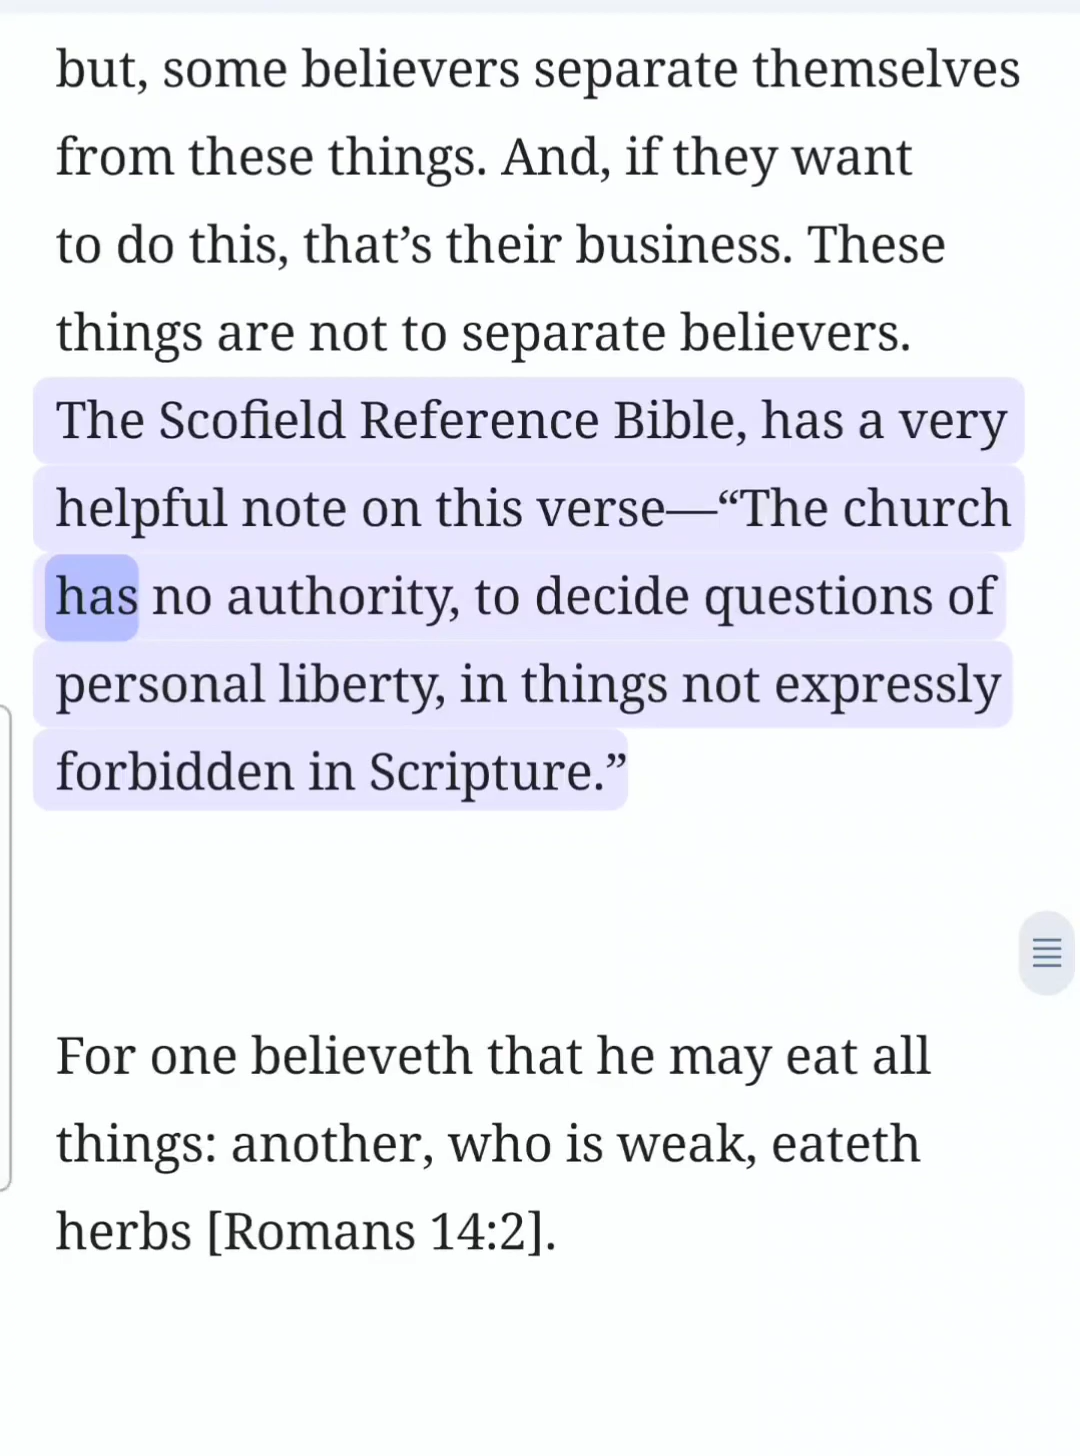 but, some believers separate themselves
from these things. And, if they want
to do this, that’s their business. These
things are not to separate believers.
The Scofield Reference Bible, has a very
helpful note on this verse—“The church
has no authority, to decide questions of
personal liberty, in things not expressly
forbidden in Scripture.”
For one believeth that he may eat all
things: another, who is weak, eateth
herbs [Romans 14:2].